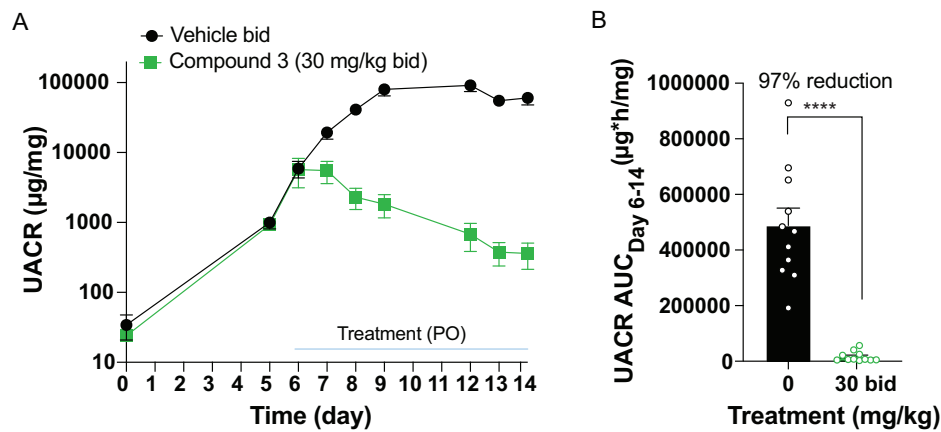 A
Vehicle bid
Compound 3 (30 mg/kg bid)
UACR (µg/mg)
100000
10000
1000
100
10
Treatment (PO)
0 1 2 3 4 5 6 7 8 9 10 11 12 13 14
Time (day)
B
97% reduction
****
UACR AUC Day 6-14 (µg*h/mg)
1000000
800000
600000
400000
200000
0
0 30 bid
Treatment (mg/kg)